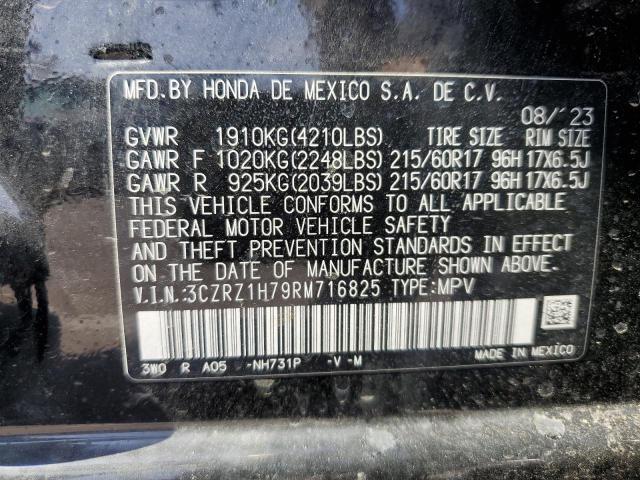 MFD.BY HONDA DE MEXICO S.A. DE C.V.
08/'23
GVWR 1910KG(4210LBS) TIRE SIZE RIM SIZE
GAWR F 1020KG(2248LBS) 215/60R17 96H 17X6.5J
GAWR R 925KG(2039LBS) 215/60R17 96H 17X6.5J
THIS VEHICLE CONFORMS TO ALL APPLICABLE
FEDERAL MOTOR VEHICLE SAFETY
AND THEFT PREVENTION STANDARDS IN EFFECT
ON THE DATE OF MANUFACTURE SHOWN ABOVE.
V.I.N.:3CZRZ1H79RM716825 TYPE:MPV
3W0 R A05 -NH731P -V -M MADE IN MEXICO